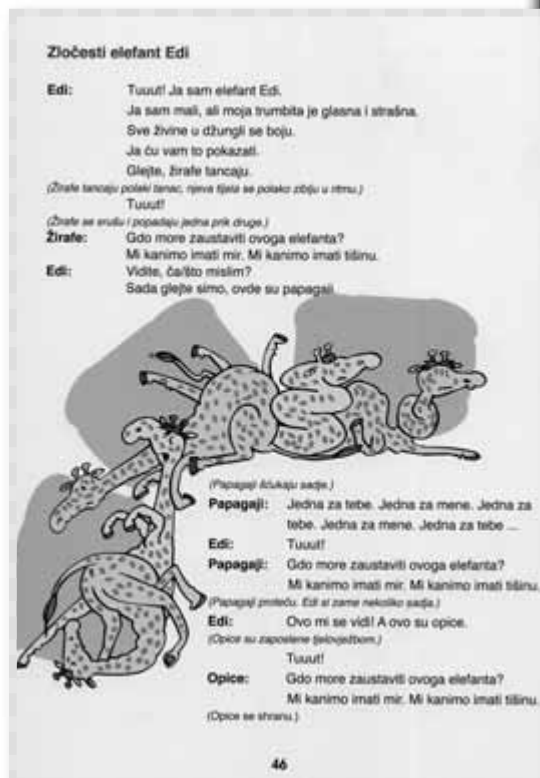 Zločesti elefant Edi
Edi: Tuuut! Ja sam elefant Edi.
Ja sam mali, ali moja trumbita je glasna i strašna.
Sve živine u džungli se boju.
Ja ću vam to pokazati.
Glejte, žirafe tancaju.
(Žirafe tancaju polaki tanac, njeva tijela se polako ziblju u ritmu.)
Tuuut!
(Žirafe se srušu i popadaju jedna prik druge.)
Žirafe: Gdo more zaustaviti ovoga elefanta?
Mi kanimo imati mir. Mi kanimo imati tišinu.
Edi: Vidite, ča/što mislim?
Sada glejte simo, ovde su papagaji.
(Papagaji šćukaju sadje.)
Papagaji: Jedna za tebe. Jedna za mene. Jedna za
tebe. Jedna za mene. Jedna za tebe ...
Edi: Tuuut!
Papagaji: Gdo more zaustaviti ovoga elefanta?
Mi kanimo imati mir. Mi kanimo imati tišinu.
(Papagaji proteču. Edi si zame nekoliko sadja.)
Edi: Ovo mi se vidi! A ovo su opice.
(Opice su zaposlene tjelovježbom.)
Tuuut!
Opice: Gdo more zaustaviti ovoga elefanta?
Mi kanimo imati mir. Mi kanimo imati tišinu.
(Opice se shranu.)
46